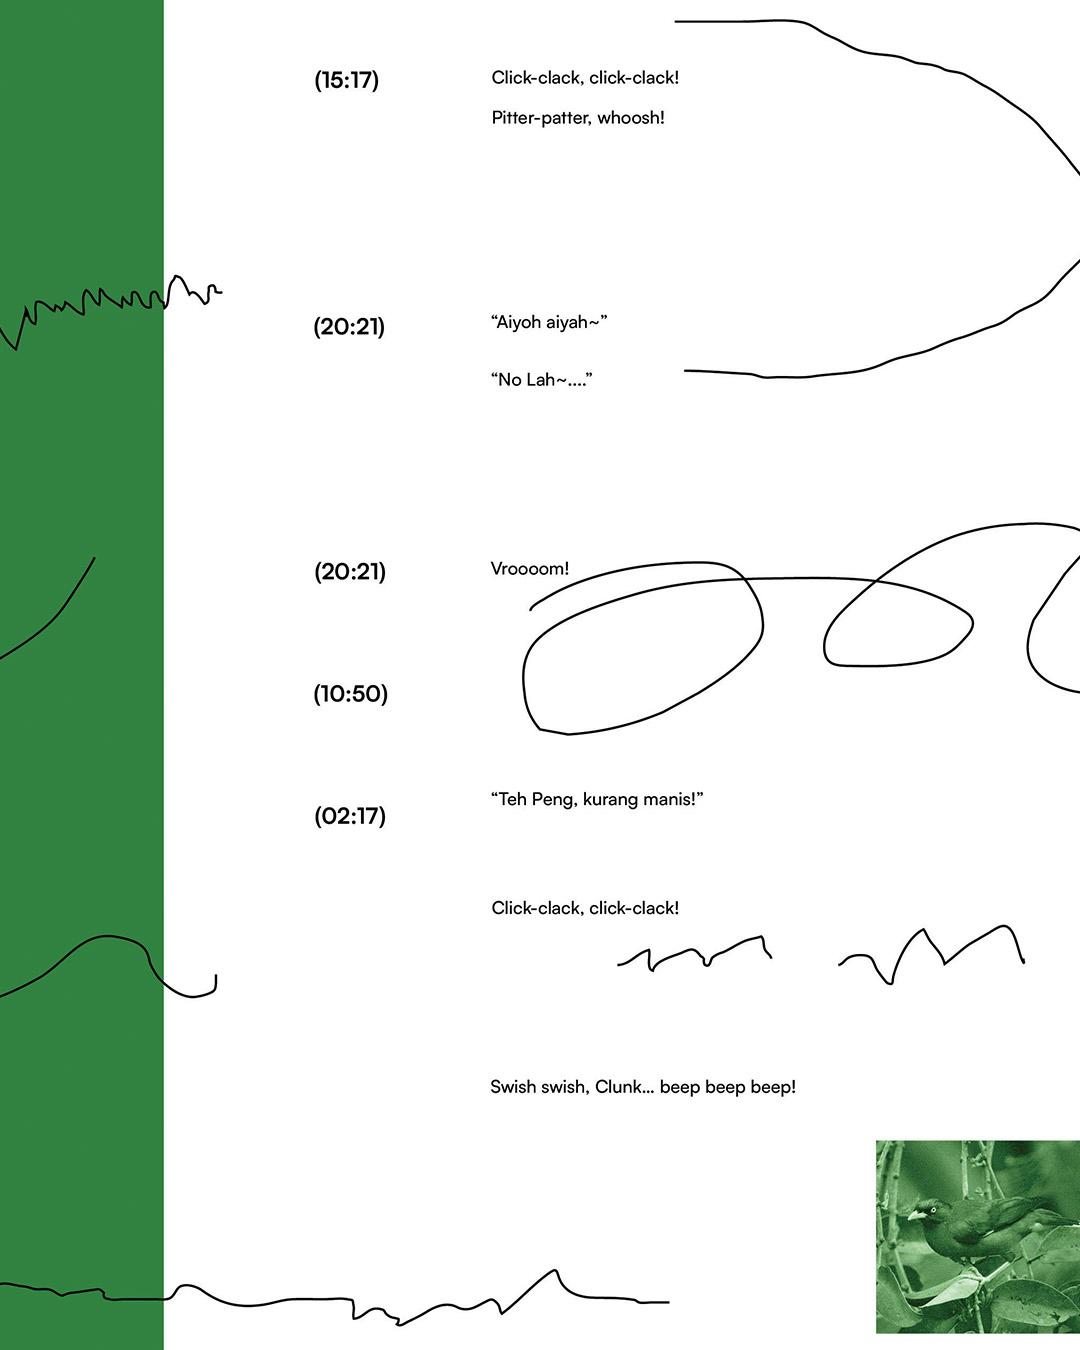 (15:17)
Click-clack, click-clack!
Pitter-patter, whoosh!
(20:21)
“Aiyoh aiyah~”
“No Lah~....”
(20:21)
Vroooom!
(10:50)
“Teh Peng, kurang manis!”
(02:17)
Click-clack, click-clack!
Swish swish, Clunk... beep beep beep!